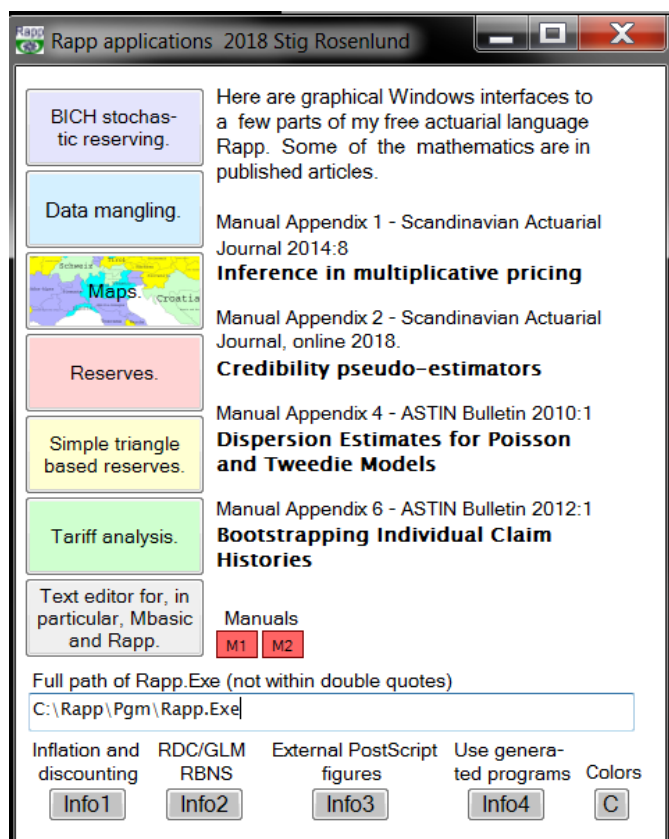 Rapp applications 2018 Stig Rosenlund
BICH stochas-
tic reserving.
Data mangling.
Maps.
Schweiz
Croatia
Reserves.
Simple triangle
based reserves.
Tariff analysis.
Text editor for, in
particular, Mbasic
and Rapp.
Here are graphical Windows interfaces to
a few parts of my free actuarial language
Rapp. Some of the mathematics are in
published articles.
Manual Appendix 1 - Scandinavian Actuarial
Journal 2014:8
Inference in multiplicative pricing
Manual Appendix 2 - Scandinavian Actuarial
Journal, online 2018.
Credibility pseudo-estimators
Manual Appendix 4 - ASTIN Bulletin 2010:1
Dispersion Estimates for Poisson
and Tweedie Models
Manual Appendix 6 - ASTIN Bulletin 2012:1
Bootstrapping Individual Claim
Histories
Manuals
M1 M2
Full path of Rapp.Exe (not within double quotes)
C:\Rapp\Pgm\Rapp.Exe
Inflation and
discounting
Info1
RDC/GLM
RBNS
Info2
External PostScript
figures
Info3
Use genera-
ted programs
Info4
Colors
C